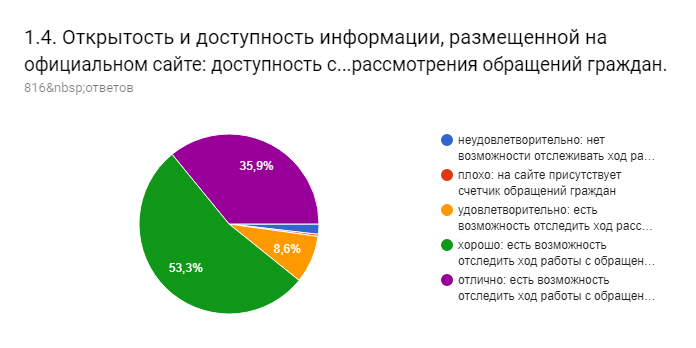 1.4. Открытость и доступность информации, размещенной на
официальном сайте: доступность с...рассмотрения обращений граждан.
816&nbsp;ответов
35,9%
8,6%
53,3%
неудовлетворительно: нет
возможности отслеживать ход ра…
плохо: на сайте присутствует
счетчик обращений граждан
удовлетворительно: есть
возможность отследить ход расс…
хорошо: есть возможность
отследить ход работы с обращен…
отлично: есть возможность
отследить ход работы с обращен…